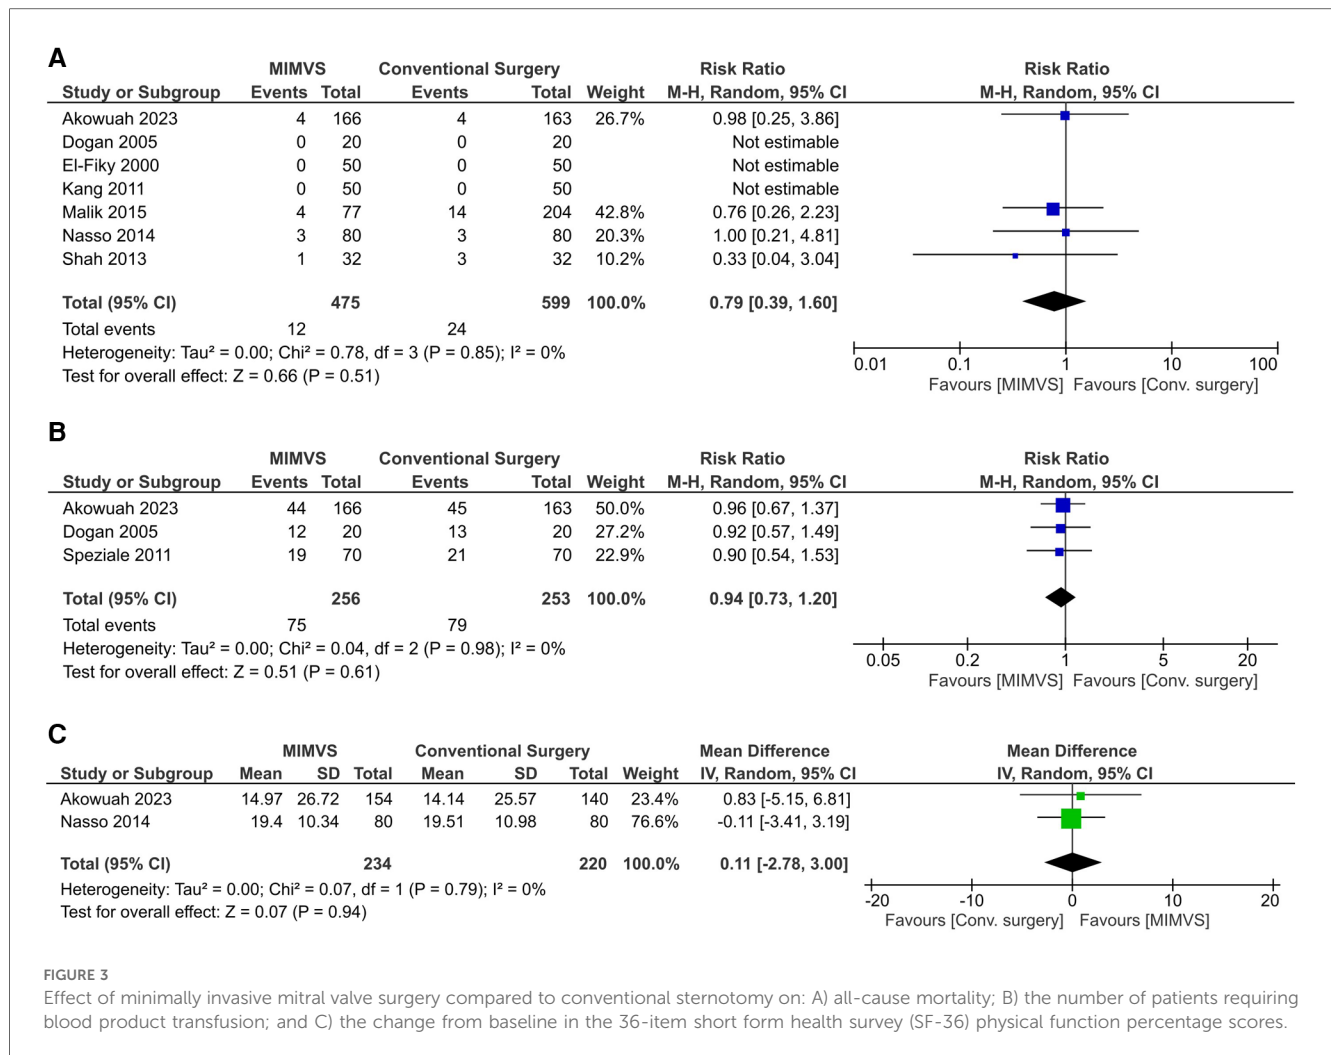 A
MIMVS Conventional Surgery Risk Ratio Risk Ratio
Study or Subgroup Events Total Events Total Weight M-H, Random, 95% CI M-H, Random, 95% CI
Akowuah 2023 4 166 4 163 26.7% 0.98 [0.25, 3.86]
Dogan 2005 0 20 0 20 Not estimable
El-Fiky 2000 0 50 0 50 Not estimable
Kang 2011 0 50 0 50 Not estimable
Malik 2015 4 77 14 204 42.8% 0.76 [0.26, 2.23]
Nasso 2014 3 80 3 80 20.3% 1.00 [0.21, 4.81]
Shah 2013 1 32 3 32 10.2% 0.33 [0.04, 3.04]
Total (95% CI) 475 599 100.0% 0.79 [0.39, 1.60]
Total events 12 24
Heterogeneity: Tau² = 0.00; Chi² = 0.78, df = 3 (P = 0.85); I² = 0%
Test for overall effect: Z = 0.66 (P = 0.51)
0.01 0.1 1 10 100
Favours [MIMVS] Favours [Conv. surgery]
B
MIMVS Conventional Surgery Risk Ratio Risk Ratio
Study or Subgroup Events Total Events Total Weight M-H, Random, 95% CI M-H, Random, 95% CI
Akowuah 2023 44 166 45 163 50.0% 0.96 [0.67, 1.37]
Dogan 2005 12 20 13 20 27.2% 0.92 [0.57, 1.49]
Speziale 2011 19 70 21 70 22.9% 0.90 [0.54, 1.53]
Total (95% CI) 256 253 100.0% 0.94 [0.73, 1.20]
Total events 75 79
Heterogeneity: Tau² = 0.00; Chi² = 0.04, df = 2 (P = 0.98); I² = 0%
Test for overall effect: Z = 0.51 (P = 0.61)
0.05 0.2 1 5 20
Favours [MIMVS] Favours [Conv. surgery]
C
MIMVS Conventional Surgery Mean Difference Mean Difference
Study or Subgroup Mean SD Total Mean SD Total Weight IV, Random, 95% CI IV, Random, 95% CI
Akowuah 2023 14.97 26.72 154 14.14 25.57 140 23.4% 0.83 [-5.15, 6.81]
Nasso 2014 19.4 10.34 80 19.51 10.98 80 76.6% -0.11 [-3.41, 3.19]
Total (95% CI) 234 220 100.0% 0.11 [-2.78, 3.00]
Heterogeneity: Tau² = 0.00; Chi² = 0.07, df = 1 (P = 0.79); I² = 0%
Test for overall effect: Z = 0.07 (P = 0.94)
-20 -10 0 10 20
Favours [Conv. surgery] Favours [MIMVS]
FIGURE 3
Effect of minimally invasive mitral valve surgery compared to conventional sternotomy on: A) all-cause mortality; B) the number of patients requiring
blood product transfusion; and C) the change from baseline in the 36-item short form health survey (SF-36) physical function percentage scores.